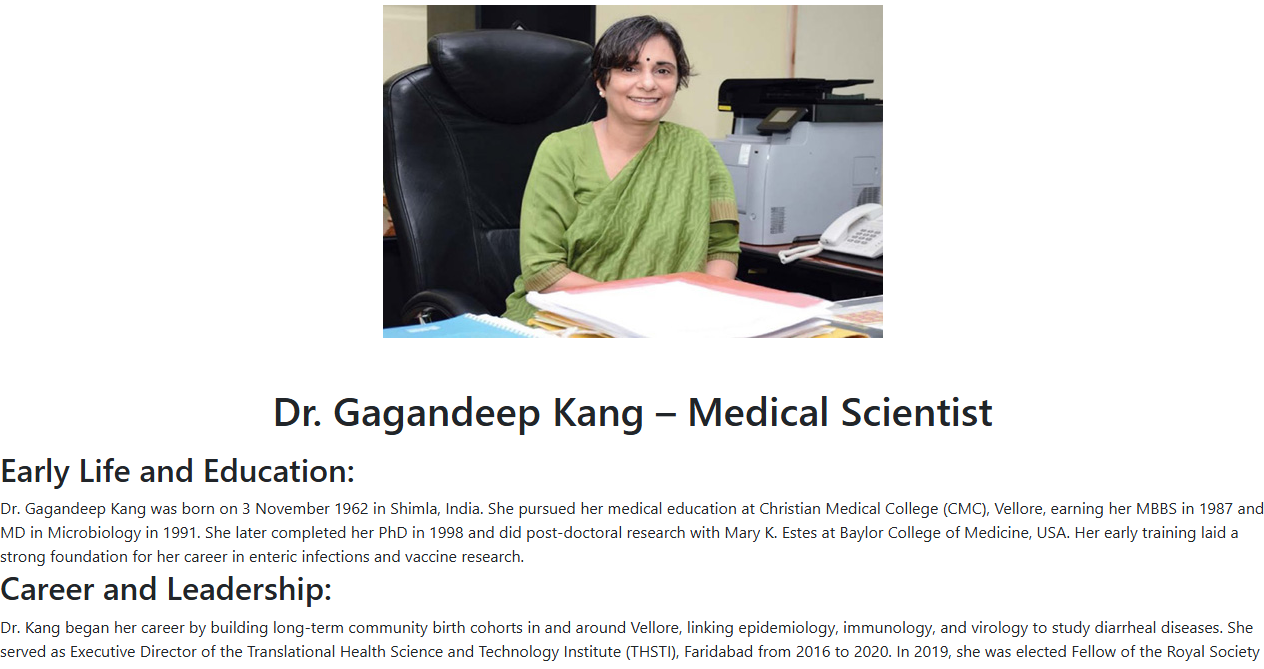 Dr. Gagandeep Kang – Medical Scientist
Early Life and Education:
Dr. Gagandeep Kang was born on 3 November 1962 in Shimla, India. She pursued her medical education at Christian Medical College (CMC), Vellore, earning her MBBS in 1987 and
MD in Microbiology in 1991. She later completed her PhD in 1998 and did post-doctoral research with Mary K. Estes at Baylor College of Medicine, USA. Her early training laid a
strong foundation for her career in enteric infections and vaccine research.
Career and Leadership:
Dr. Kang began her career by building long-term community birth cohorts in and around Vellore, linking epidemiology, immunology, and virology to study diarrheal diseases. She
served as Executive Director of the Translational Health Science and Technology Institute (THSTI), Faridabad from 2016 to 2020. In 2019, she was elected Fellow of the Royal Society